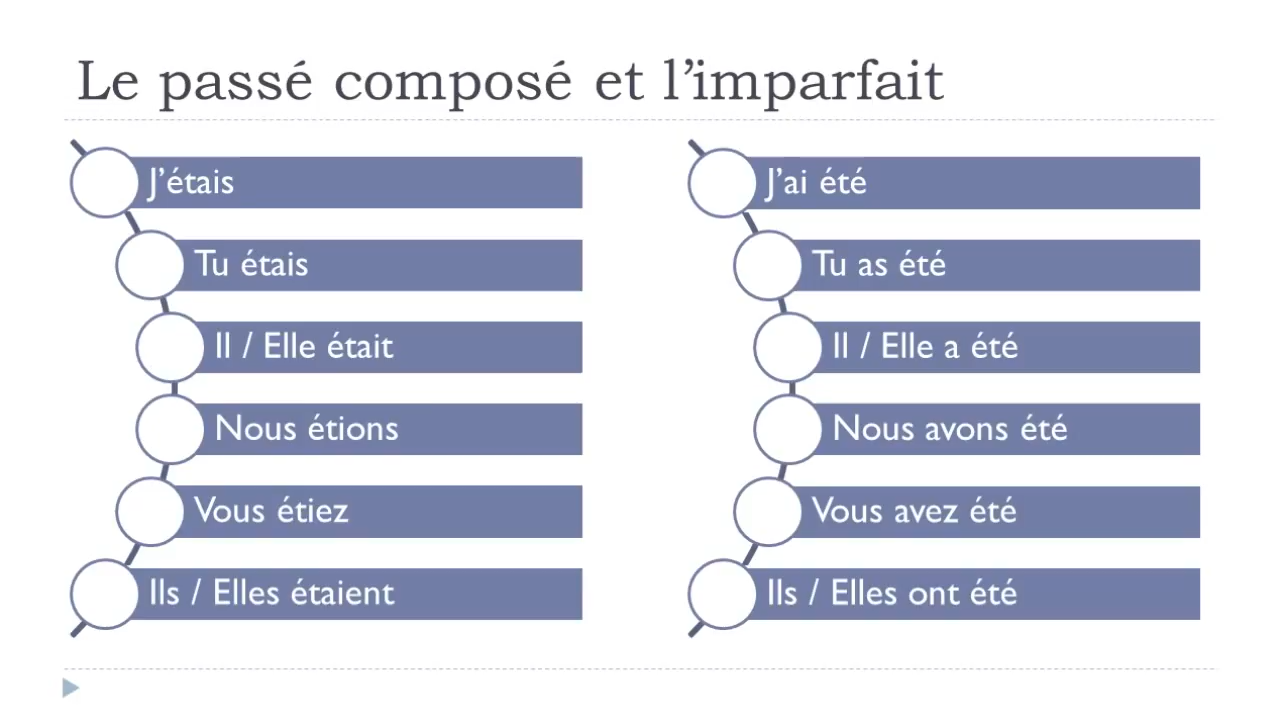 Le passé composé et l’imparfait
J’étais
Tu étais
Il / Elle était
Nous étions
Vous étiez
Ils / Elles étaient
J’ai été
Tu as été
Il / Elle a été
Nous avons été
Vous avez été
Ils / Elles ont été